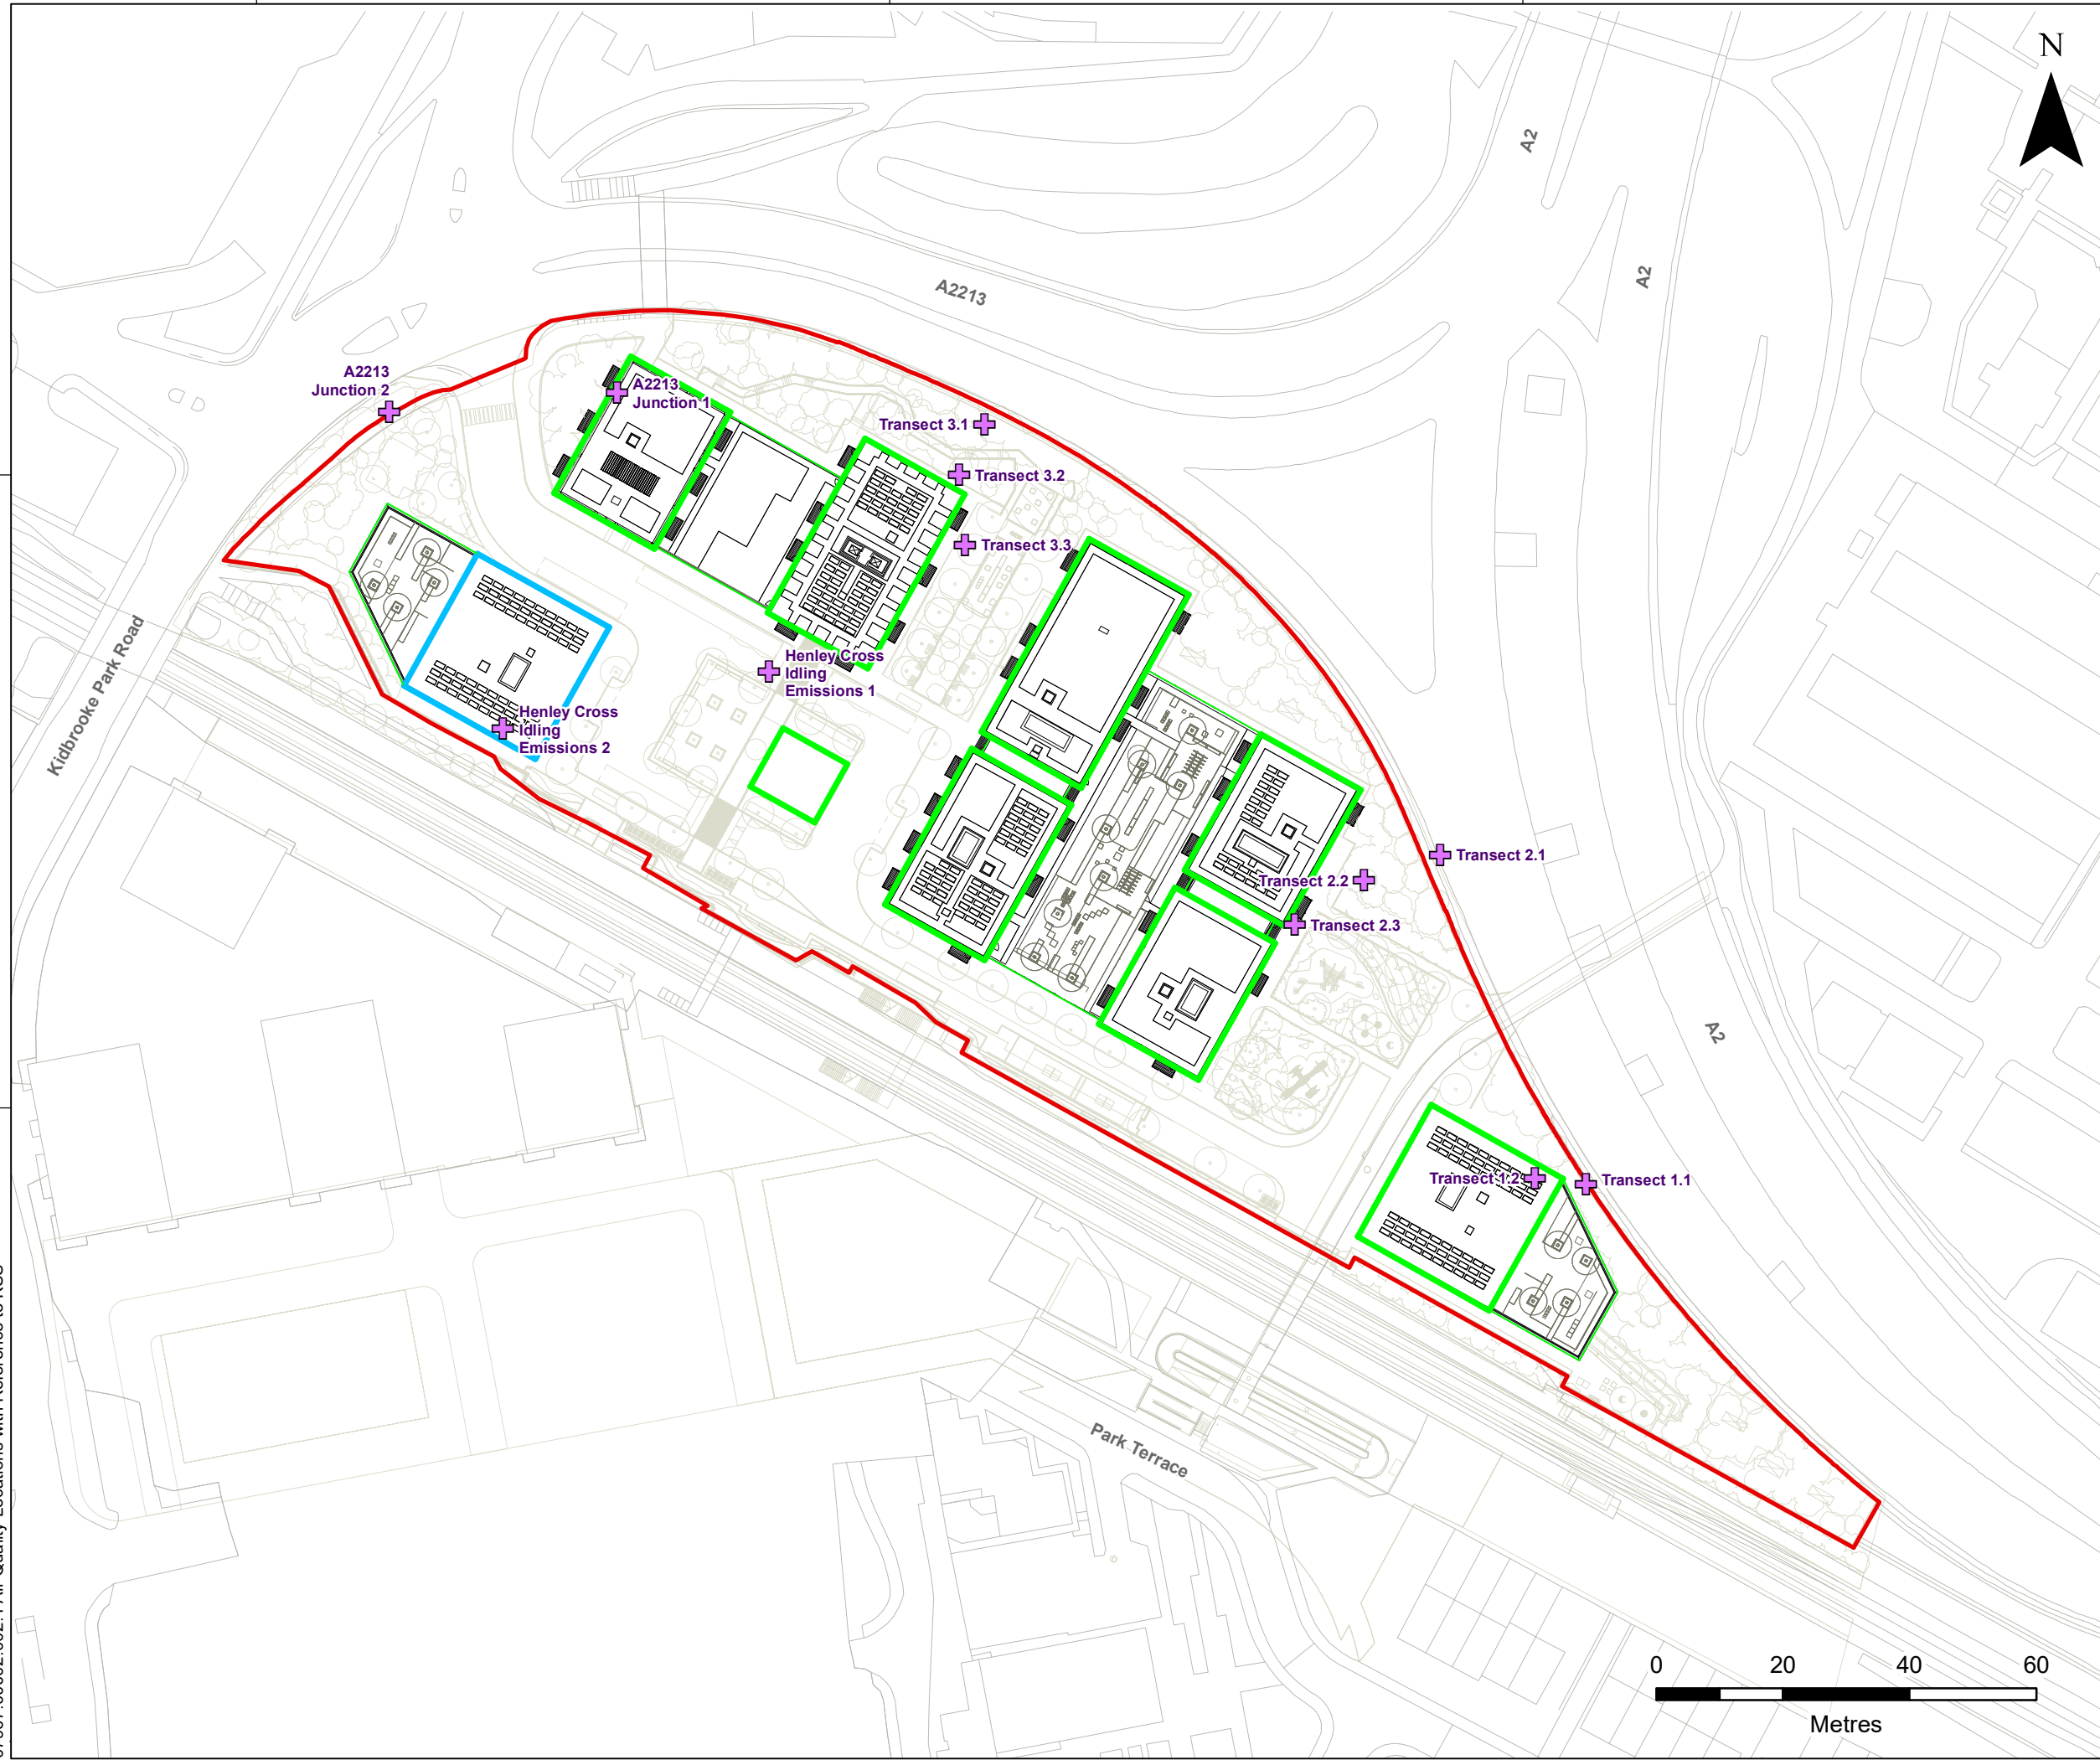 N
A2
A2
A2213
A2213
Junction 2
A2213
Junction 1
Transect 3.1
Transect 3.2
Transect 3.3
Kidbrooke Park Road
Henley Cross
Idling
Emissions 1
Henley Cross
Idling
Emissions 2
Transect 2.1
Transect 2.2
Transect 2.3
A2
Transect 1.2
Transect 1.1
Park Terrace
0 20 40 60
Metres